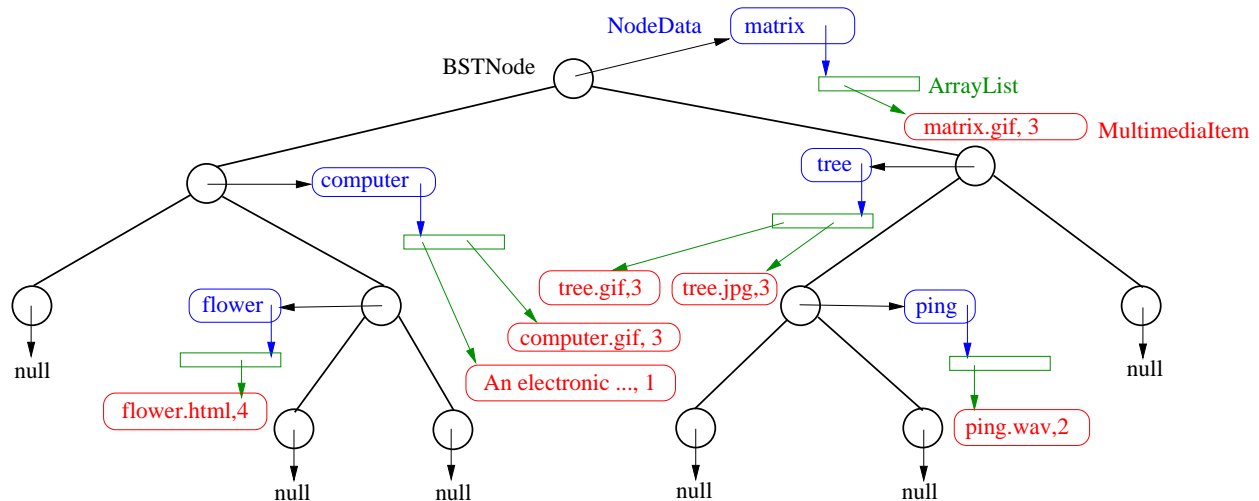 NodeData
matrix
BSTNode
ArrayList
matrix.gif, 3
MultimediaItem
computer
tree
tree.gif,3
tree.jpg,3
flower
ping
computer.gif, 3
null
null
An electronic ..., 1
flower.html,4
ping.wav,2
null
null
null
null